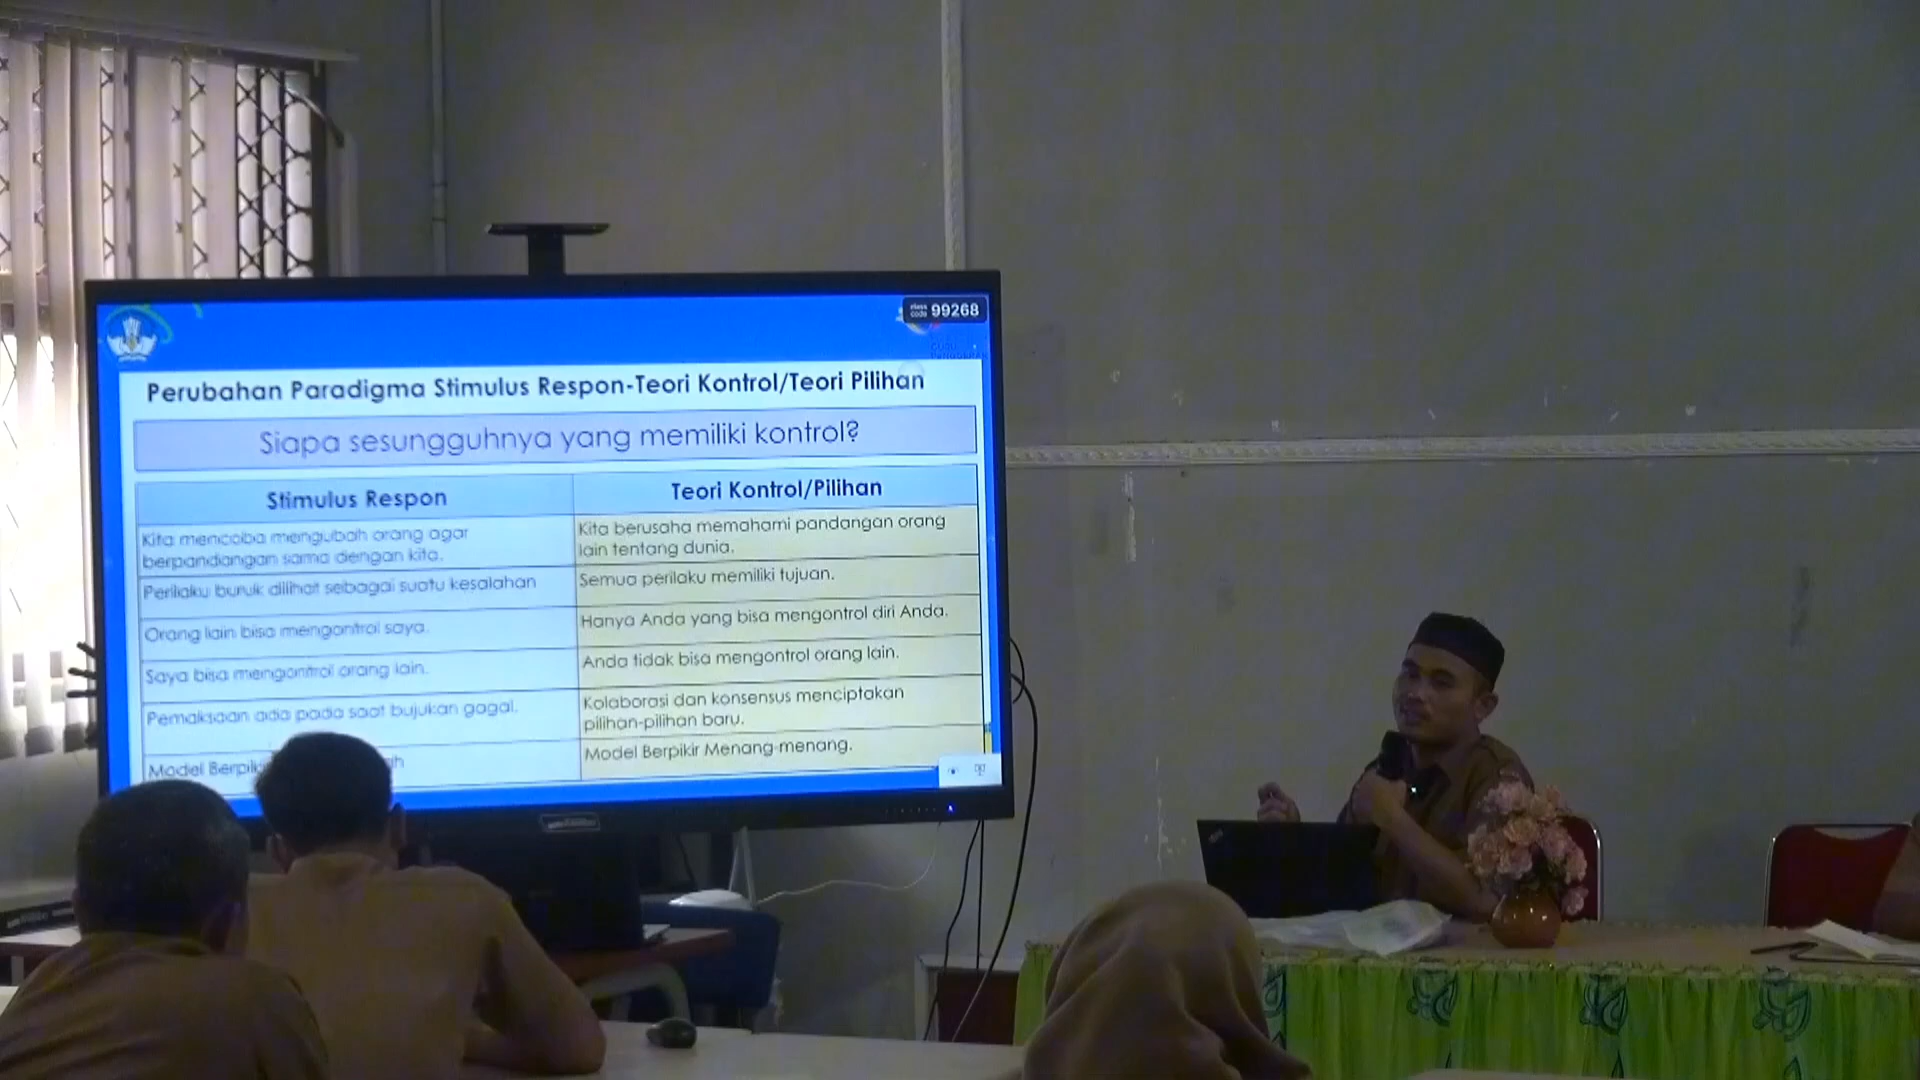 class code 99268
GURU
PENGGERAK
Perubahan Paradigma Stimulus Respon-Teori Kontrol/Teori Pilihan
Siapa sesungguhnya yang memiliki kontrol?
Stimulus Respon
Teori Kontrol/Pilihan
Kita mencoba mengubah orang agar
berpandangan sama dengan kita.
Kita berusaha memahami pandangan orang
lain tentang dunia.
Perilaku buruk dilihat sebagai suatu kesalahan
Semua perilaku memiliki tujuan.
Orang lain bisa mengontrol saya.
Hanya Anda yang bisa mengontrol diri Anda.
Saya bisa mengontrol orang lain.
Anda tidak bisa mengontrol orang lain.
Pemaksaan ada pada saat bujukan gagal.
Kolaborasi dan konsensus menciptakan
pilihan-pilihan baru.
Model
Model Berpikir Menang-menang.